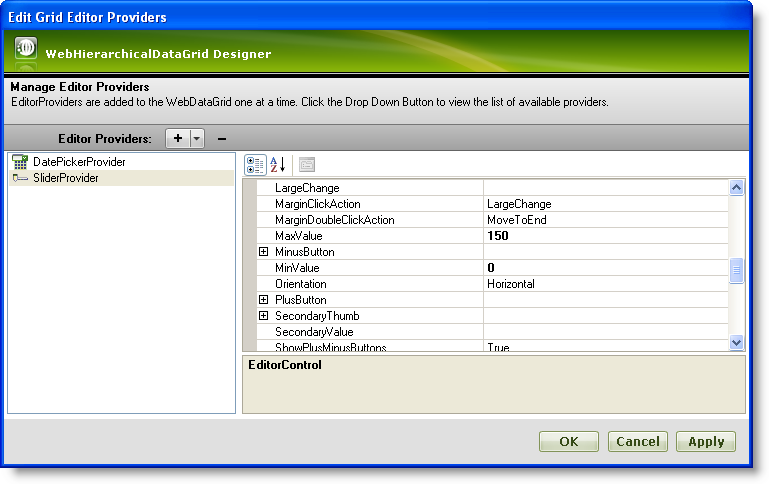 Edit Grid Editor Providers
WebHierarchicalDataGrid Designer
Manage Editor Providers
EditorProviders are added to the WebDataGrid one at a time. Click the Drop Down Button to view the list of available providers.
Editor Providers:
DatePickerProvider
SliderProvider
LargeChange
MarginClickAction LargeChange
MarginDoubleClickAction MoveToEnd
MaxValue 150
MinusButton
MinValue 0
Orientation Horizontal
PlusButton
SecondaryThumb
SecondaryValue
ShowPlusMinusButtons True
EditorControl
OK Cancel Apply